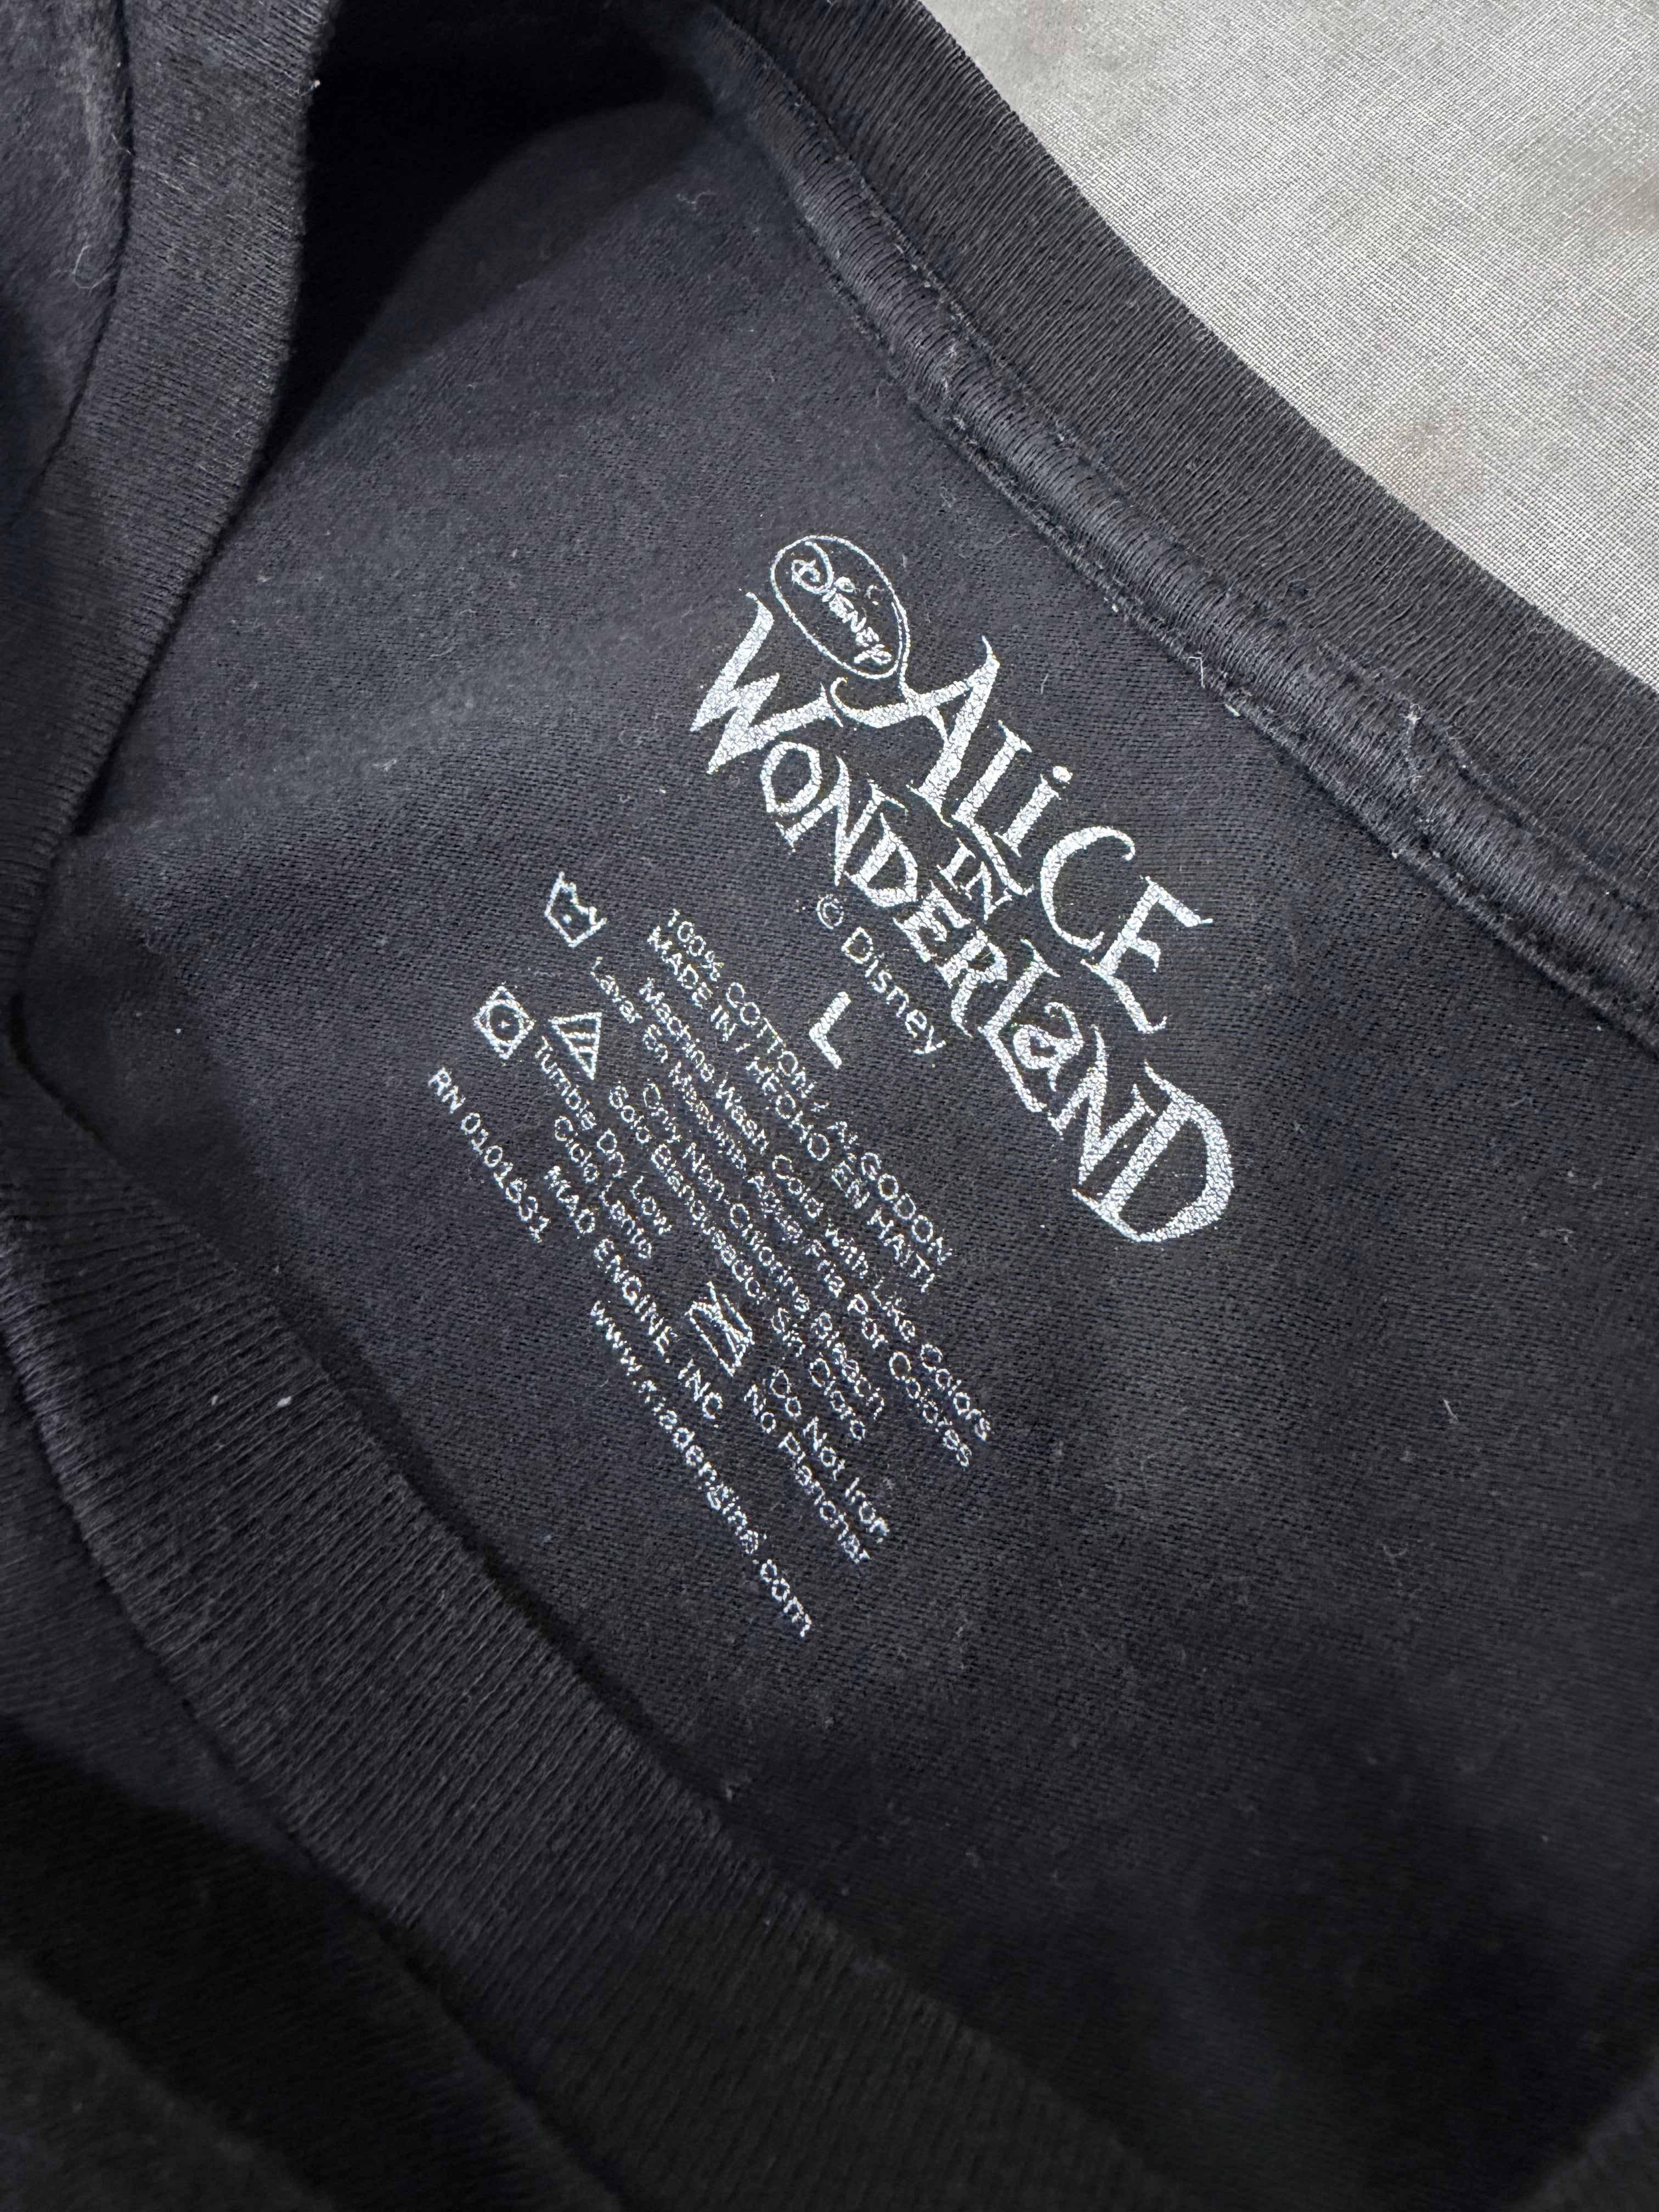 Disney
ALiCE
IN
WONDERLaND
© Disney
L
100% COTTON / ALGODON
MADE IN / HECHO EN HAITI
Machine Wash Cold with Like Colors
Lavar En Maquina Agua Fria Por Colores
Only Non-Chlorine Bleach
Solo Blanqueador Sin Cloro
Tumble Dry Low
Ciclo Lento
Do Not Iron
No Planchar
MAD ENGINE, INC
RN 0101631
www.madengine.com